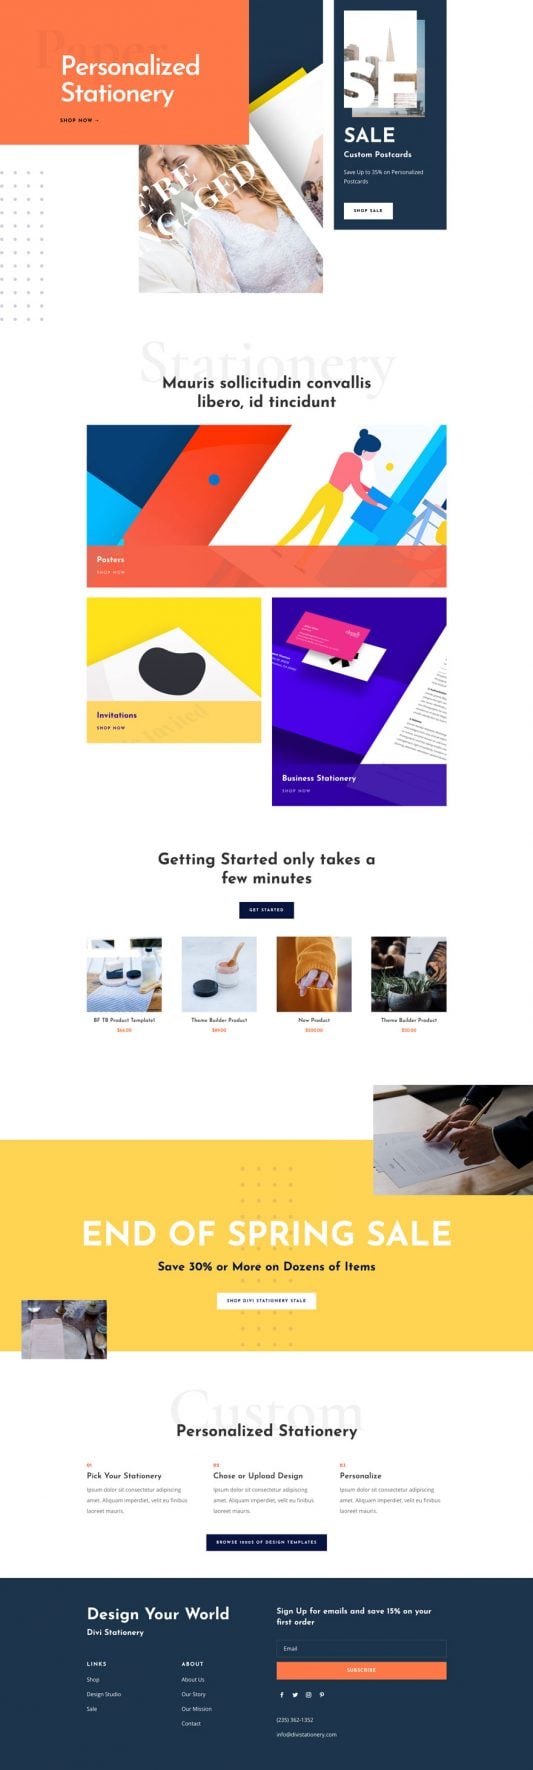 Paper
Personalized
Stationery
SHOP NOW →
WE'RE
ENGAGED
SF
SALE
Custom Postcards
Save Up to 35% on Personalized
Postcards
SHOP SALE
Stationery
Mauris sollicitudin convallis
libero, id tincidunt
Posters
SHOP NOW
Invitations
SHOP NOW
Invited
Business Stationery
SHOP NOW
Getting Started only takes a
few minutes
GET STARTED
BF TB Product Template1
$66.00
Theme Builder Product
$89.00
New Product
$200.00
Theme Builder Product
$50.00
END OF SPRING SALE
Save 30% or More on Dozens of Items
SHOP DIVI STATIONERY STALE
Custom
Personalized Stationery
01
Pick Your Stationery
Ipsum dolor sit consectetur adipiscing
amet. Aliquam imperdiet, velit eu finibus
laoreet mauris.
02
Chose or Upload Design
Ipsum dolor sit consectetur adipiscing
amet. Aliquam imperdiet, velit eu finibus
laoreet mauris.
03
Personalize
Ipsum dolor sit consectetur adipiscing
amet. Aliquam imperdiet, velit eu finibus
laoreet mauris.
BROWSE 1000S OF DESIGN TEMPLATES
Design Your World
Divi Stationery
LINKS
Shop
Design Studio
Sale
ABOUT
About Us
Our Story
Our Mission
Contact
Sign Up for emails and save 15% on your
first order
Email
SUBSCRIBE
(235) 362-1352
info@divistationery.com